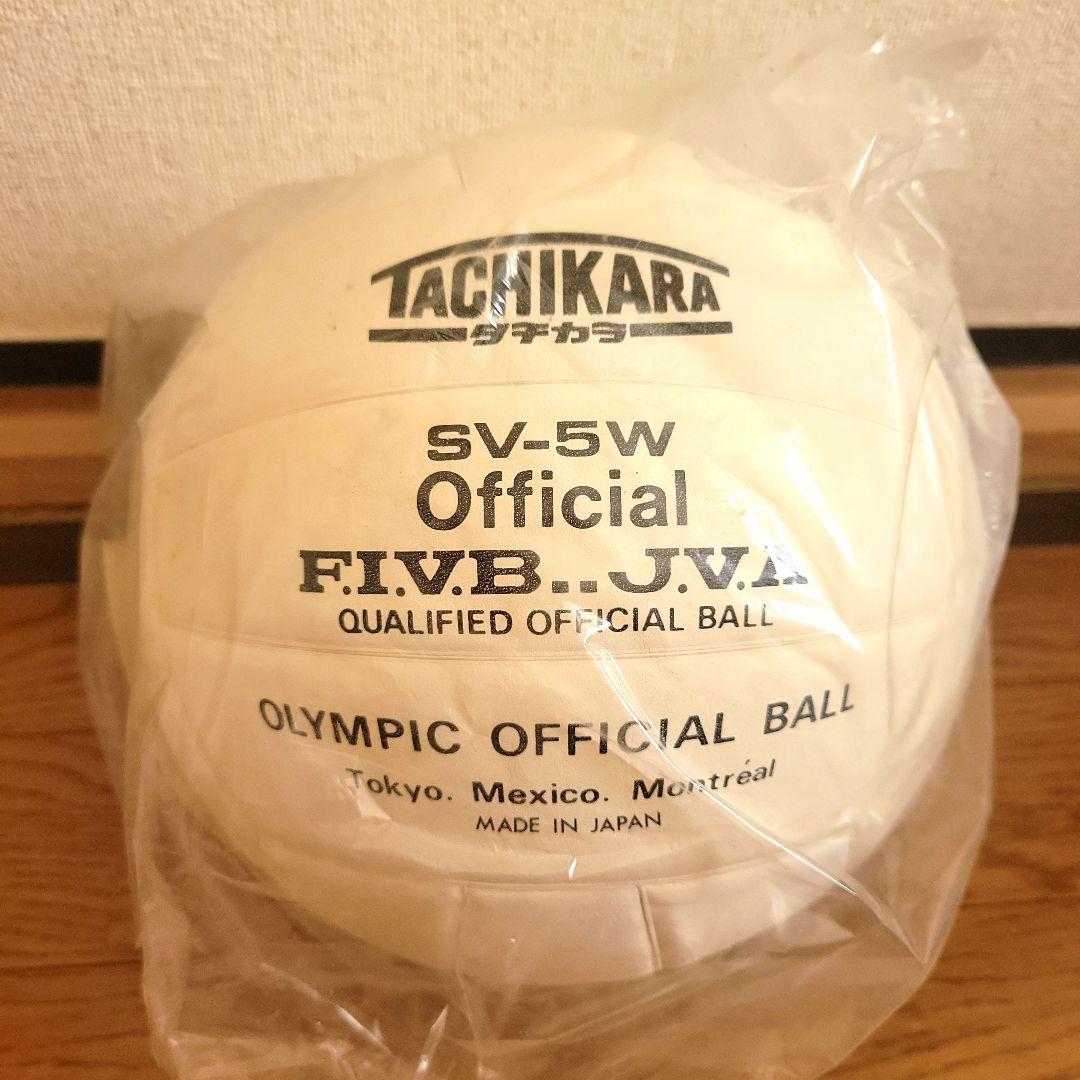 TACHIKARA
タチカラ
SV-5W
Official
F.I.V.B..J.V.A
QUALIFIED OFFICIAL BALL
OLYMPIC OFFICIAL BALL
Tokyo. Mexico. Montréal
MADE IN JAPAN